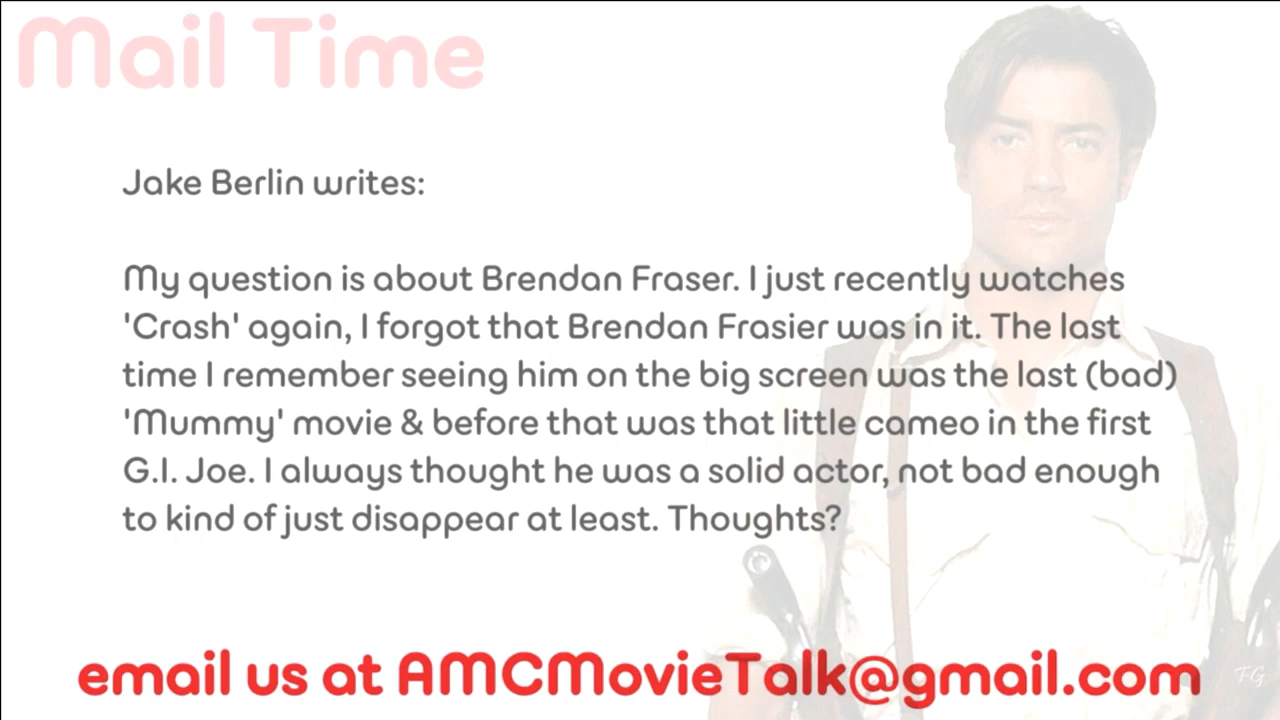 Mail Time
Jake Berlin writes:
My question is about Brendan Fraser. I just recently watches
'Crash' again, I forgot that Brendan Frasier was in it. The last
time I remember seeing him on the big screen was the last (bad)
'Mummy' movie & before that was that little cameo in the first
G.I. Joe. I always thought he was a solid actor, not bad enough
to kind of just disappear at least. Thoughts?
email us at AMCMovieTalk@gmail.com
FG